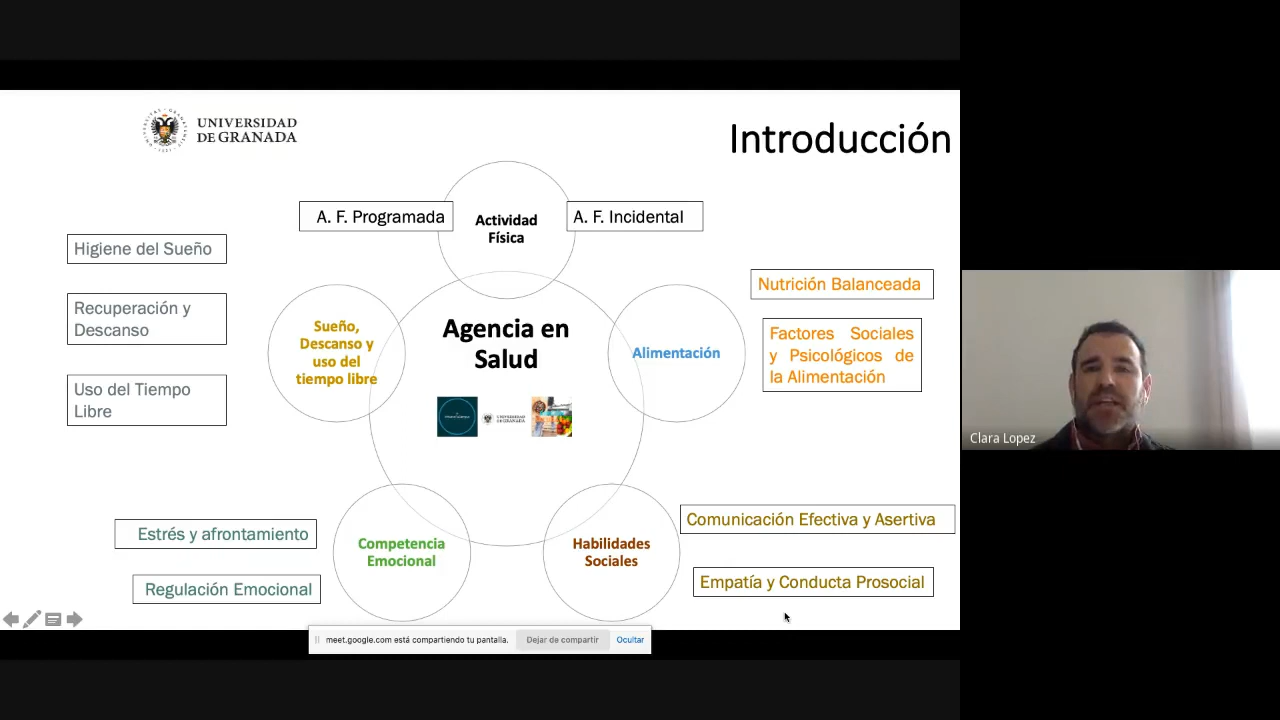 UNIVERSIDAD
DE GRANADA
Introducción
A. F. Programada
Actividad
Física
A. F. Incidental
Higiene del Sueño
Recuperación y
Descanso
Uso del Tiempo
Libre
Sueño,
Descanso y
uso del
tiempo libre
Agencia en
Salud
UNIVERSIDAD
DE GRANADA
Alimentación
Nutrición Balanceada
Factores Sociales
y Psicológicos de
la Alimentación
Clara Lopez
Estrés y afrontamiento
Regulación Emocional
Competencia
Emocional
Habilidades
Sociales
Comunicación Efectiva y Asertiva
Empatía y Conducta Prosocial
meet.google.com está compartiendo tu pantalla.
Dejar de compartir
Ocultar